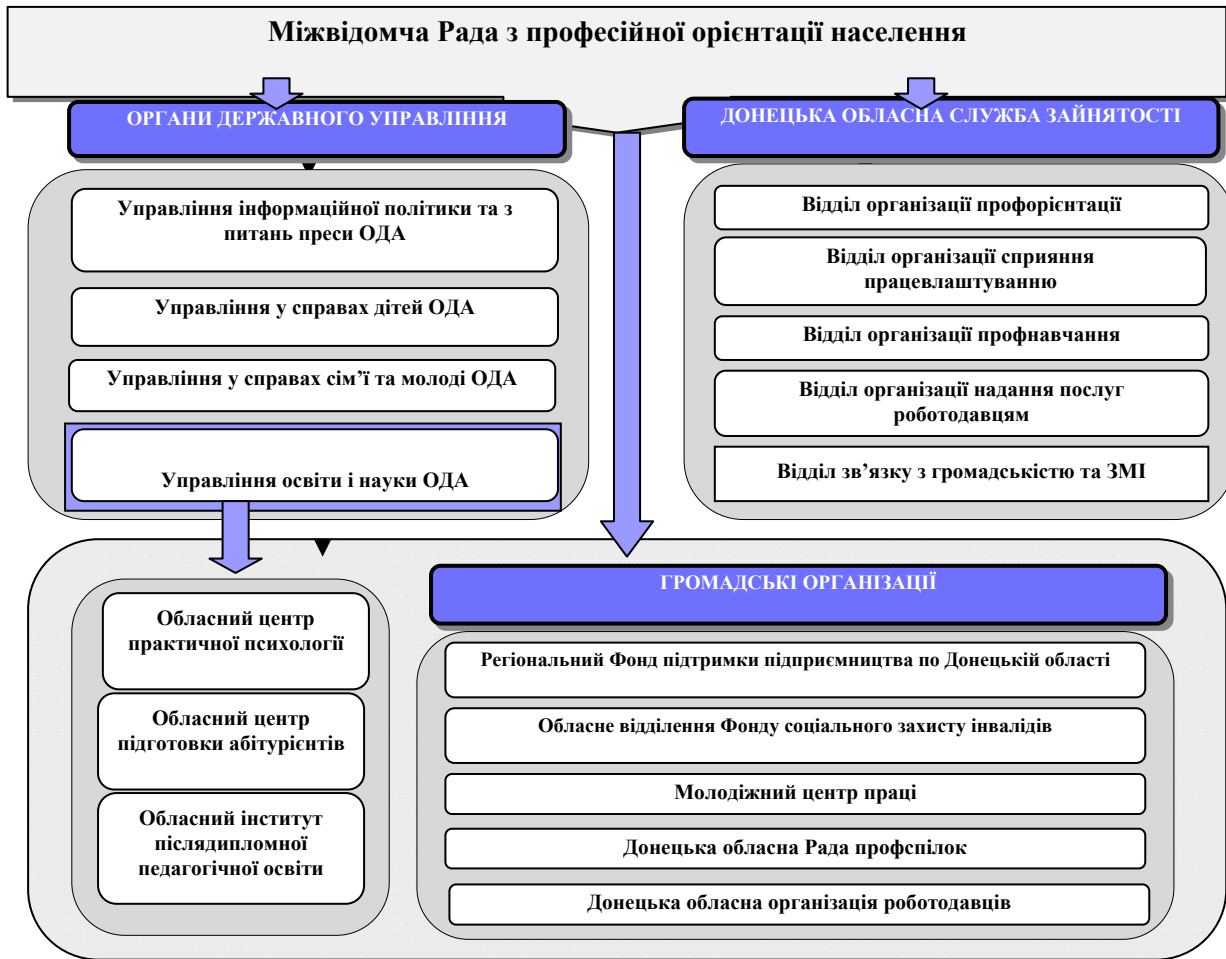 Міжвідомча Рада з професійної орієнтації населення
ОРГАНИ ДЕРЖАВНОГО УПРАВЛІННЯ
Управління інформаційної політики та з
питань преси ОДА
Управління у справах дітей ОДА
Управління у справах сім’ї та молоді ОДА
Управління освіти і науки ОДА
ДОНЕЦЬКА ОБЛАСНА СЛУЖБА ЗАЙНЯТОСТІ
Відділ організації профорієнтації
Відділ організації сприяння
працевлаштуванню
Відділ організації профнавчання
Відділ організації надання послуг
роботодавцям
Відділ зв’язку з громадськістю та ЗМІ
Обласний центр
практичної психології
Обласний центр
підготовки абітурієнтів
Обласний інститут
післядипломної
педагогічної освіти
ГРОМАДСЬКІ ОРГАНІЗАЦІЇ
Регіональний Фонд підтримки підприємництва по Донецькій області
Обласне відділення Фонду соціального захисту інвалідів
Молодіжний центр праці
Донецька обласна Рада профспілок
Донецька обласна організація роботодавців